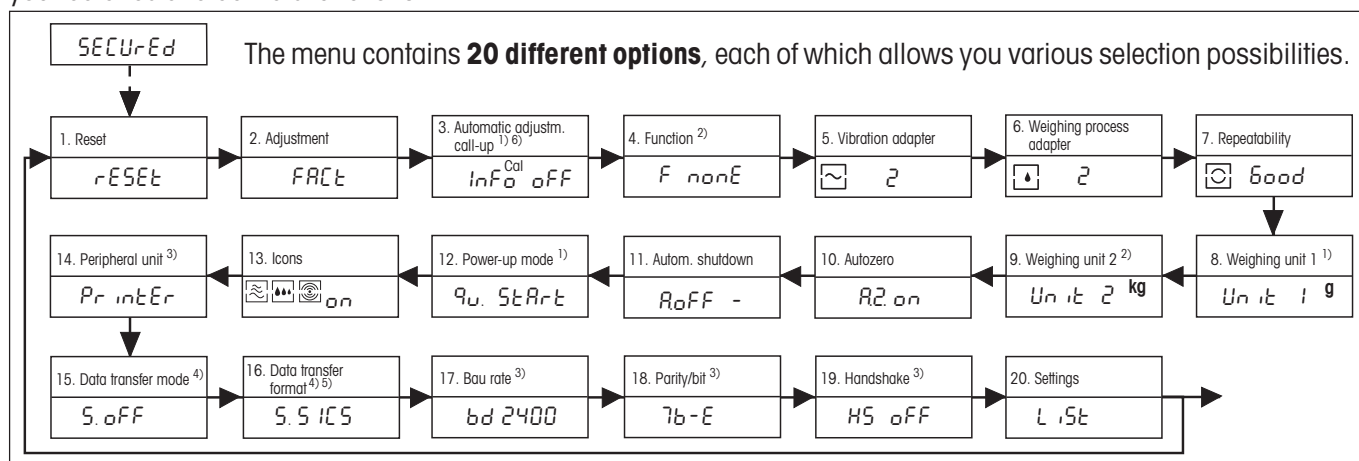 SECUrEd
The menu contains 20 different options, each of which allows you various selection possibilities.
1. Reset
rESEt
2. Adjustment
FACt
3. Automatic adjustm.
call-up 1) 6)
Cal
InFo oFF
4. Function 2)
F nonE
5. Vibration adapter
2
6. Weighing process
adapter
2
7. Repeatability
Good
8. Weighing unit 1 1)
Unit 1 g
9. Weighing unit 2 2)
Unit 2 kg
10. Autozero
A.Z. on
11. Autom. shutdown
A.oFF -
12. Power-up mode 1)
qu. StArt
13. Icons
on
14. Peripheral unit 3)
PrintEr
15. Data transfer mode 4)
S. oFF
16. Data transfer
format 4) 5)
S. SICS
17. Bau rate 3)
bd 2400
18. Parity/bit 3)
7b-E
19. Handshake 3)
HS oFF
20. Settings
LiSt